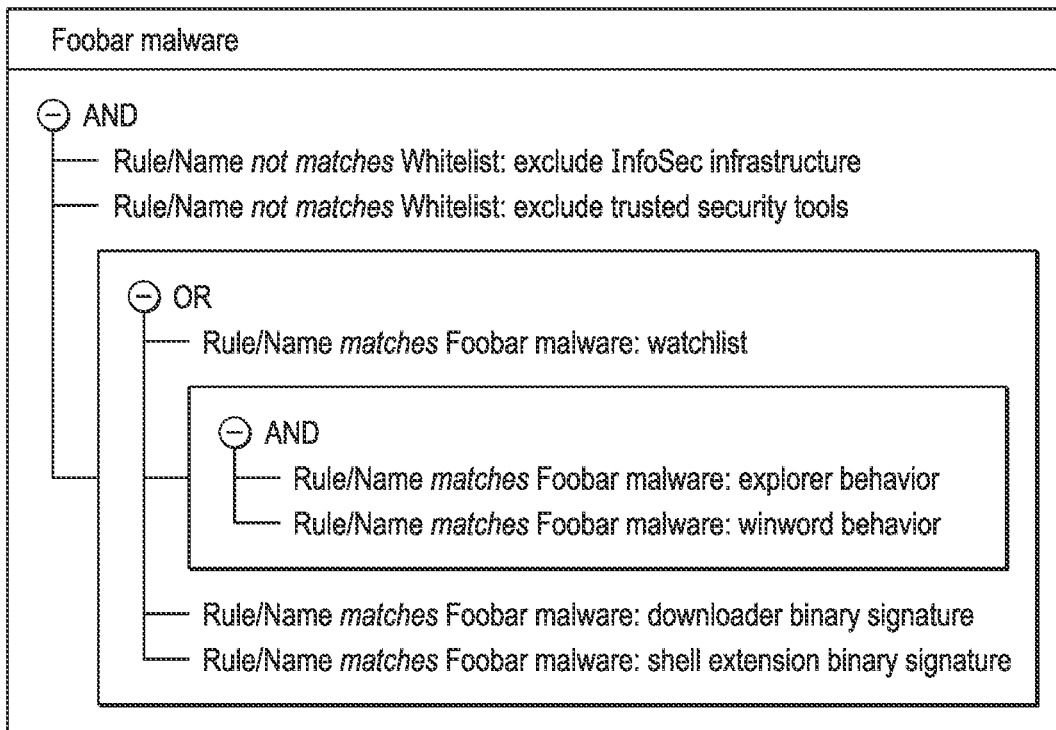 Foobar malware
AND
Rule/Name not matches Whitelist: exclude InfoSec infrastructure
Rule/Name not matches Whitelist: exclude trusted security tools
OR
Rule/Name matches Foobar malware: watchlist
AND
Rule/Name matches Foobar malware: explorer behavior
Rule/Name matches Foobar malware: winword behavior
Rule/Name matches Foobar malware: downloader binary signature
Rule/Name matches Foobar malware: shell extension binary signature